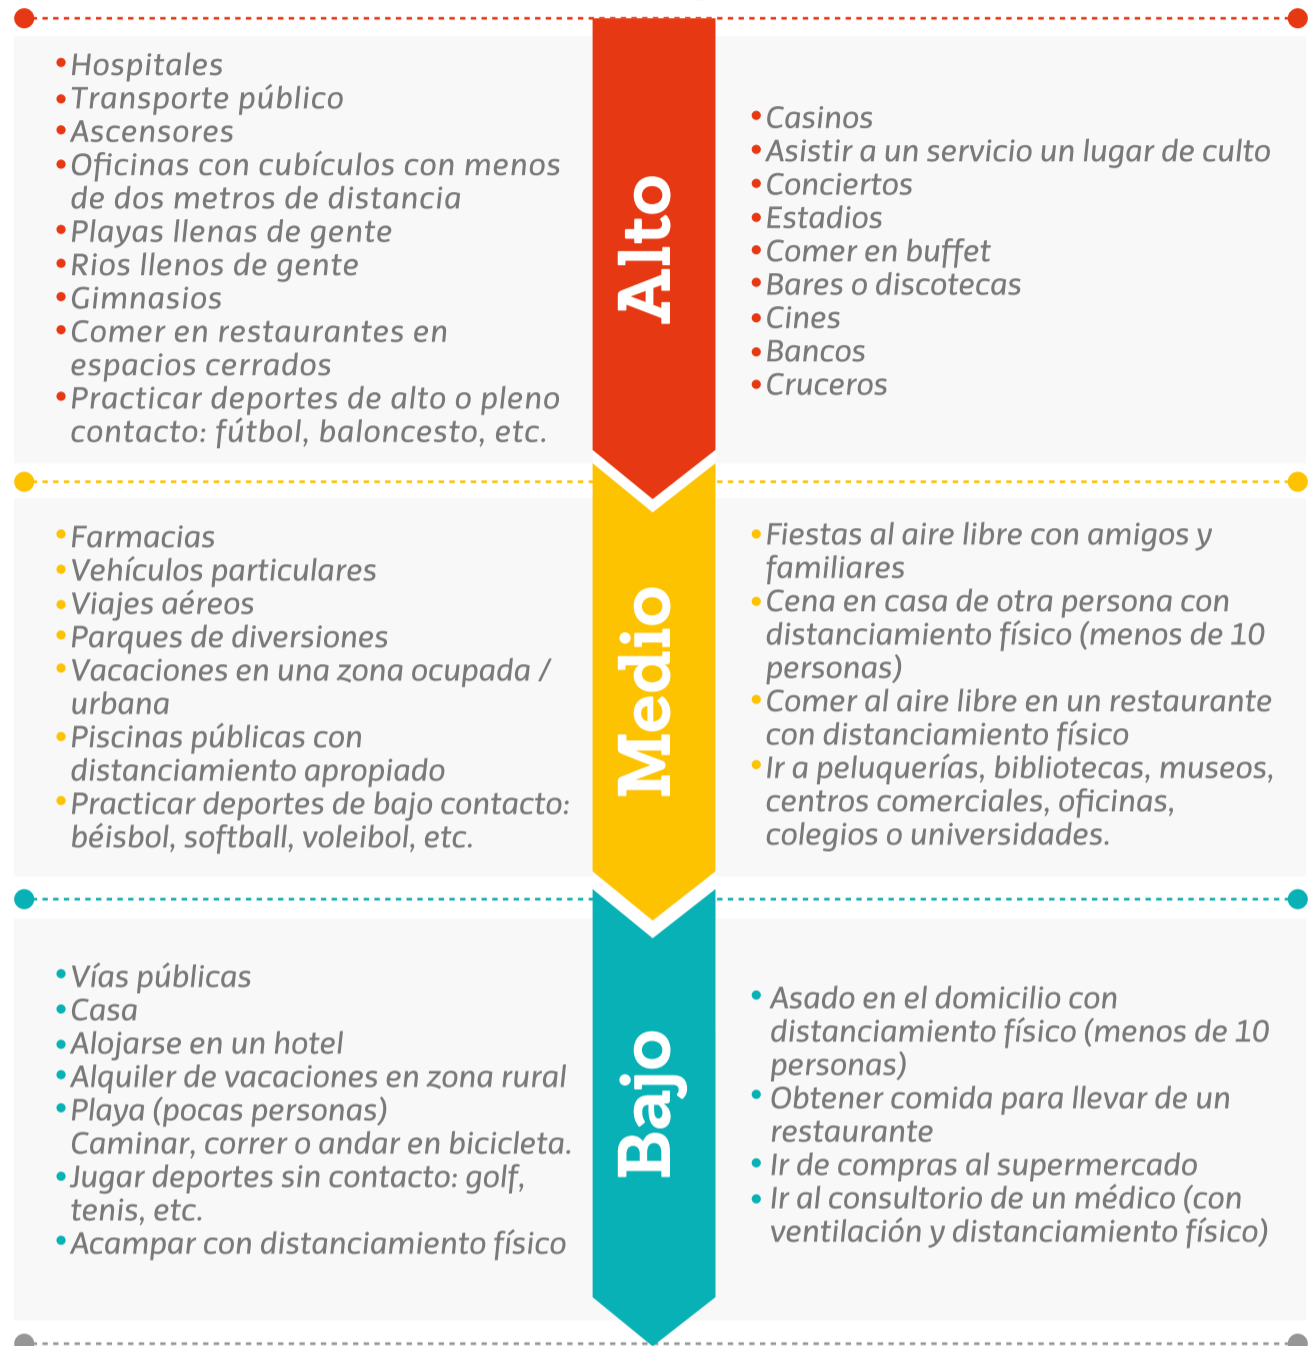 Alto
Hospitales
Transporte público
Ascensores
Oficinas con cubículos con menos
de dos metros de distancia
Playas llenas de gente
Rios llenos de gente
Gimnasios
Comer en restaurantes en
espacios cerrados
Practicar deportes de alto o pleno
contacto: fútbol, baloncesto, etc.
Casinos
Asistir a un servicio un lugar de culto
Conciertos
Estadios
Comer en buffet
Bares o discotecas
Cines
Bancos
Cruceros
Medio
Farmacias
Vehículos particulares
Viajes aéreos
Parques de diversiones
Vacaciones en una zona ocupada /
urbana
Piscinas públicas con
distanciamiento apropiado
Practicar deportes de bajo contacto:
béisbol, softball, voleibol, etc.
Fiestas al aire libre con amigos y
familiares
Cena en casa de otra persona con
distanciamiento físico (menos de 10
personas)
Comer al aire libre en un restaurante
con distanciamiento físico
Ir a peluquerías, bibliotecas, museos,
centros comerciales, oficinas,
colegios o universidades.
Bajo
Vías públicas
Casa
Alojarse en un hotel
Alquiler de vacaciones en zona rural
Playa (pocas personas)
Caminar, correr o andar en bicicleta.
Jugar deportes sin contacto: golf,
tenis, etc.
Acampar con distanciamiento físico
Asado en el domicilio con
distanciamiento físico (menos de 10
personas)
Obtener comida para llevar de un
restaurante
Ir de compras al supermercado
Ir al consultorio de un médico (con
ventilación y distanciamiento físico)